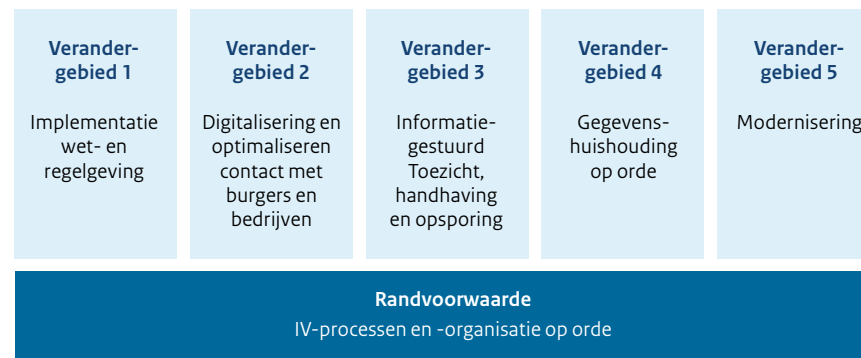 Verander-
gebied 1
Implementatie
wet- en
regelgeving
Verander-
gebied 2
Digitalisering en
optimaliseren
contact met
burgers en
bedrijven
Verander-
gebied 3
Informatie-
gestuurd
Toezicht,
handhaving
en opsporing
Verander-
gebied 4
Gegevens-
huishouding
op orde
Verander-
gebied 5
Modernisering
Randvoorwaarde
IV-processen en -organisatie op orde